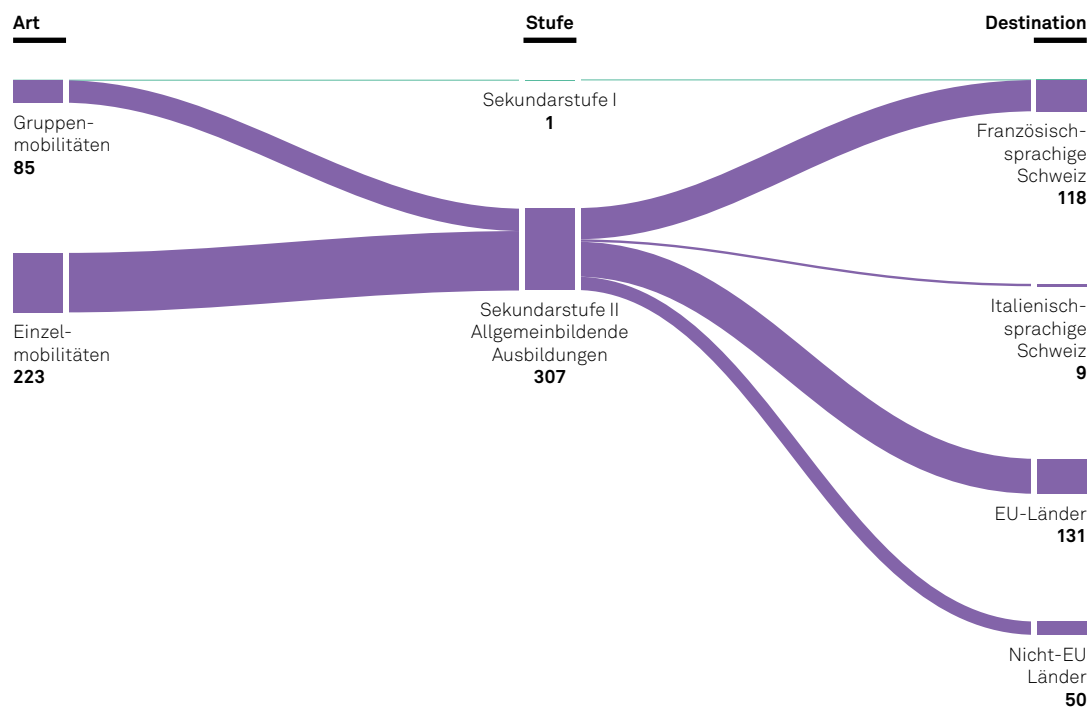 Art
Stufe
Destination
Gruppen-
mobilitäten
85
Einzel-
mobilitäten
223
Sekundarstufe I
1
Sekundarstufe II
Allgemeinbildende
Ausbildungen
307
Französisch-
sprachige
Schweiz
118
Italienisch-
sprachige
Schweiz
9
EU-Länder
131
Nicht-EU
Länder
50